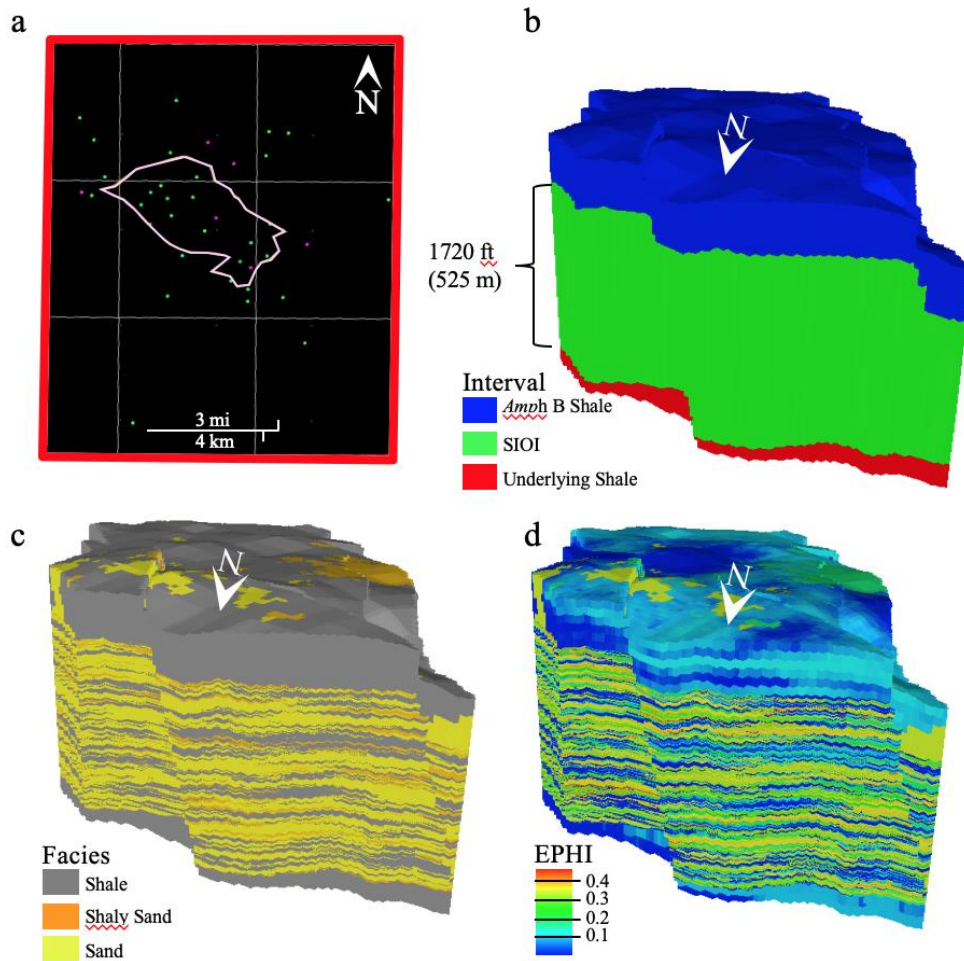 a
N
3 mi
4 km
b
N
1720 ft
(525 m)
Interval
Amph B Shale
SIOI
Underlying Shale
c
N
Facies
Shale
Shaly Sand
Sand
d
N
EPHI
0.4
0.3
0.2
0.1